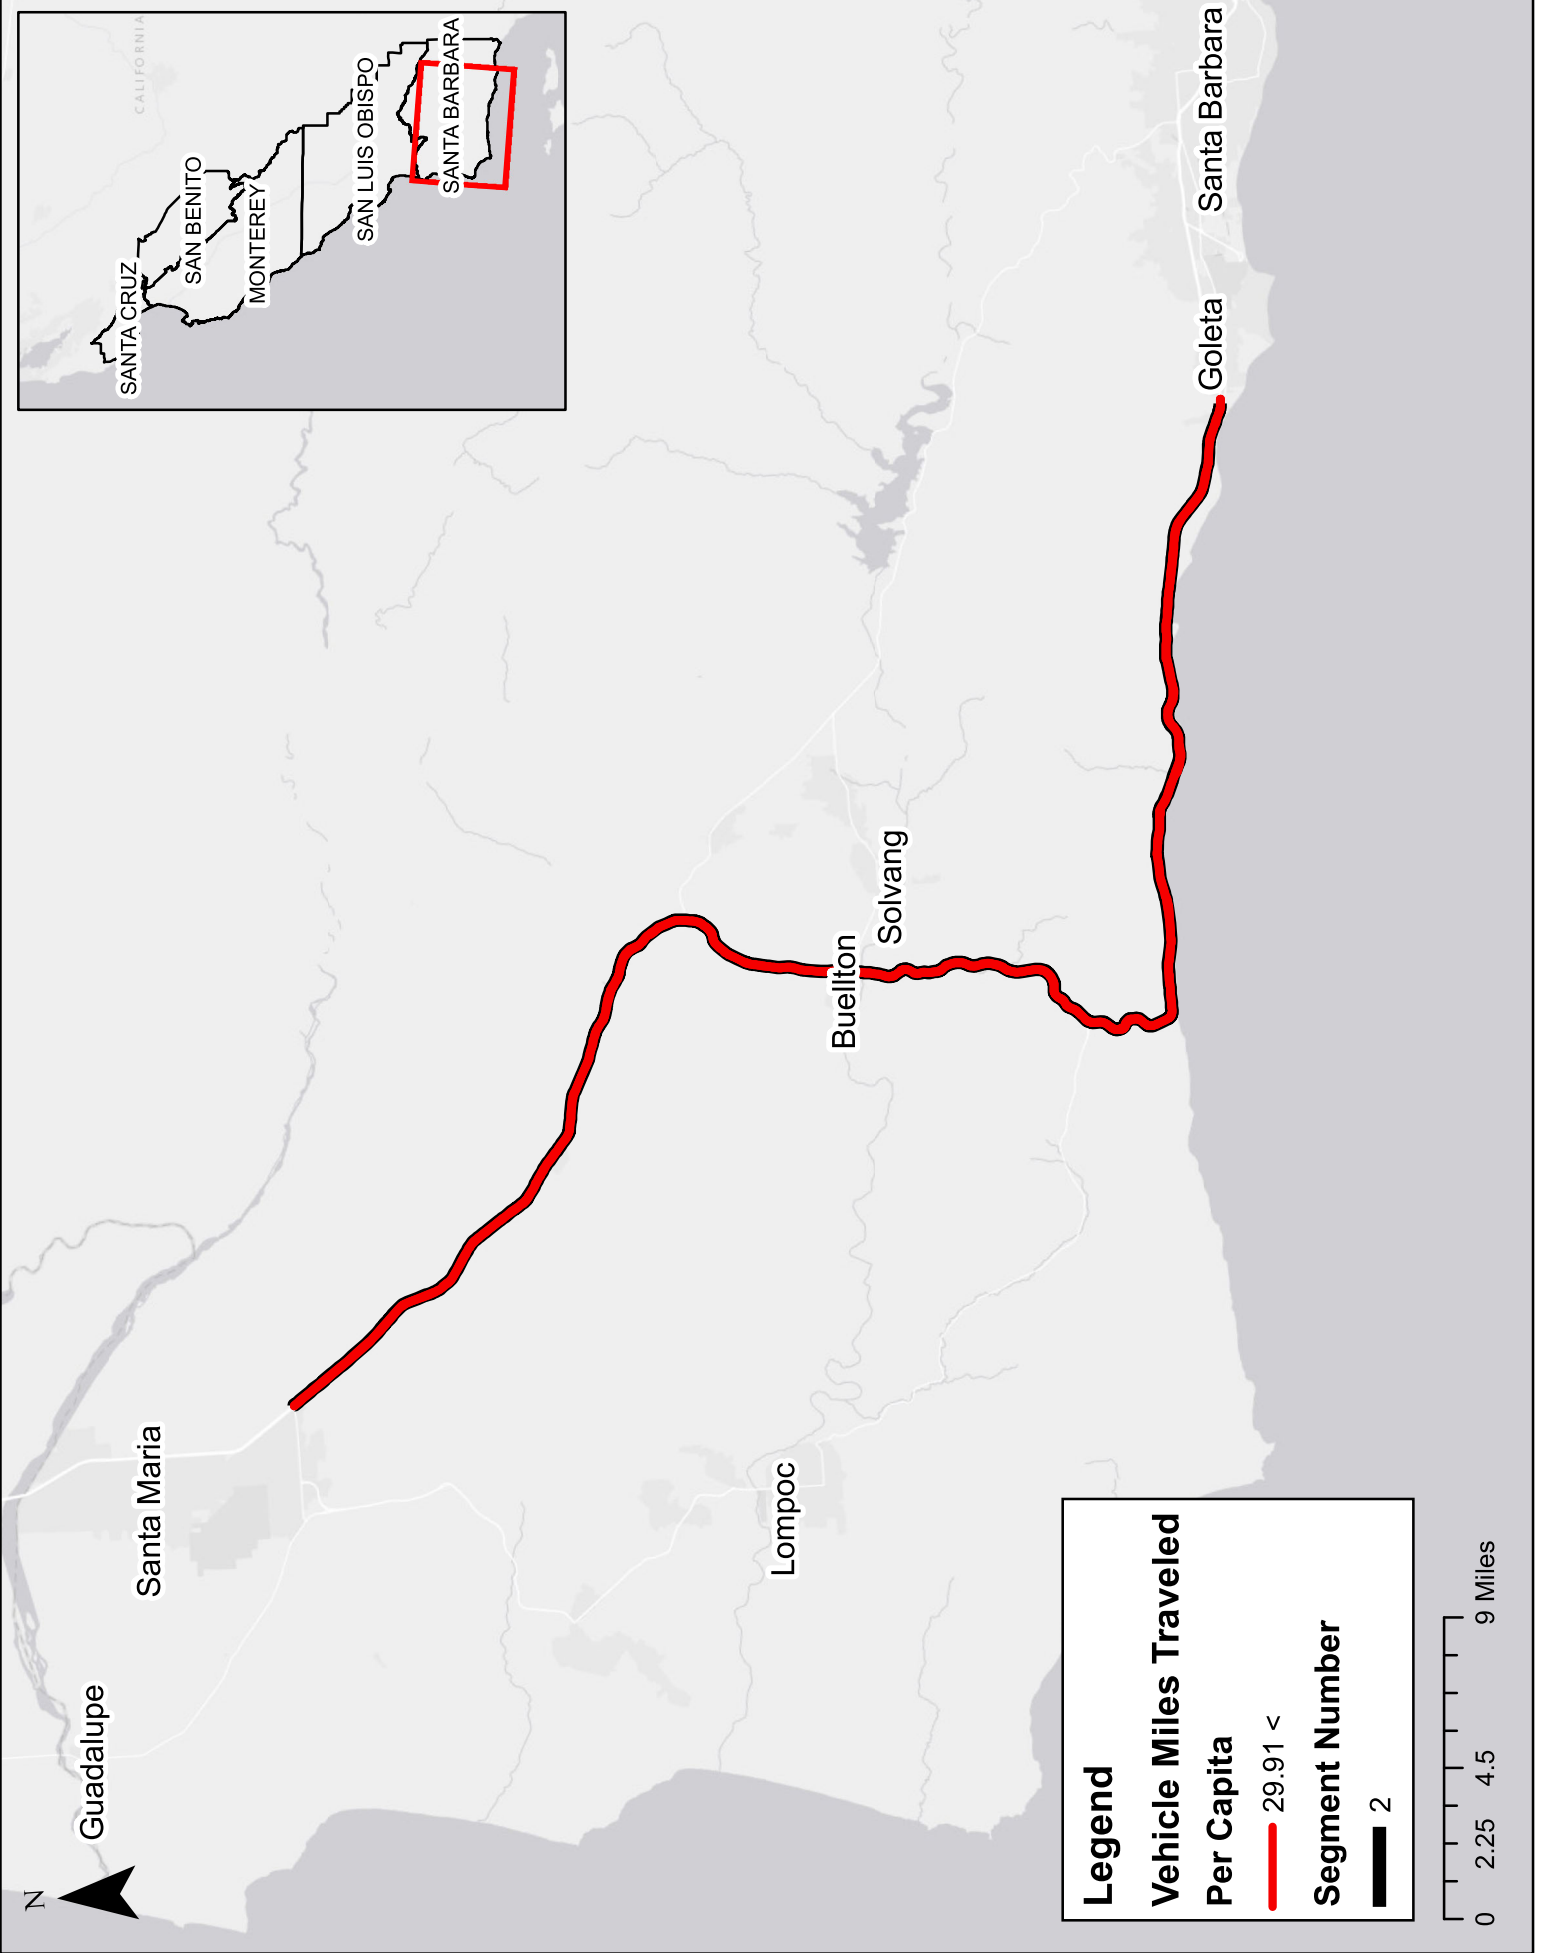 N
Guadalupe
Santa Maria
Lompoc
Buellton
Solvang
Goleta
Santa Barbara
CALIFORNIA
SANTA CRUZ
SAN BENITO
MONTEREY
SAN LUIS OBISPO
SANTA BARBARA
Legend
Vehicle Miles Traveled
Per Capita
29.91 <
Segment Number
2
0 2.25 4.5 9 Miles